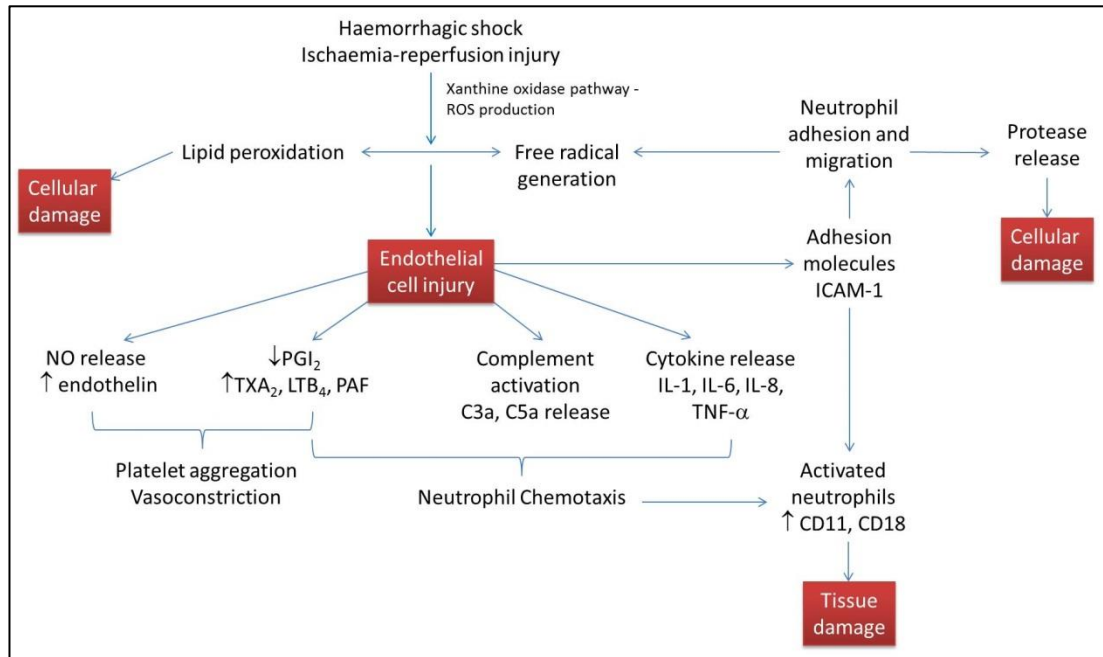 Haemorrhagic shock
Ischaemia-reperfusion injury
Xanthine oxidase pathway -
ROS production
Lipid peroxidation
Free radical
generation
Neutrophil
adhesion and
migration
Protease
release
Cellular
damage
Endothelial
cell injury
Adhesion
molecules
ICAM-1
Cellular
damage
NO release
↑ endothelin
↓PGI₂
↑TXA₂, LTB₄, PAF
Complement
activation
C3a, C5a release
Cytokine release
IL-1, IL-6, IL-8,
TNF-α
Platelet aggregation
Vasoconstriction
Neutrophil Chemotaxis
Activated
neutrophils
↑ CD11, CD18
Tissue
damage